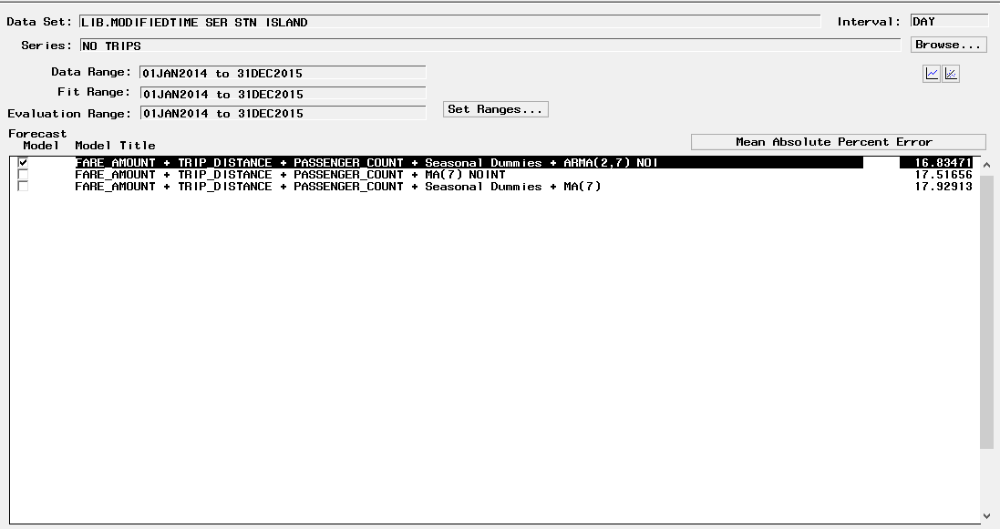 Data Set: LIB.MODIFIEDTIME SER STN ISLAND Interval: DAY
Series: NO TRIPS Browse...
Data Range: 01JAN2014 to 31DEC2015
Fit Range: 01JAN2014 to 31DEC2015
Evaluation Range: 01JAN2014 to 31DEC2015 Set Ranges...
Forecast
Model Model Title Mean Absolute Percent Error
FARE_AMOUNT + TRIP_DISTANCE + PASSENGER_COUNT + Seasonal Dummies + ARMA(2,7) NOI 16.83471
FARE_AMOUNT + TRIP_DISTANCE + PASSENGER_COUNT + MA(7) NOINT 17.51656
FARE_AMOUNT + TRIP_DISTANCE + PASSENGER_COUNT + Seasonal Dummies + MA(7) 17.92913